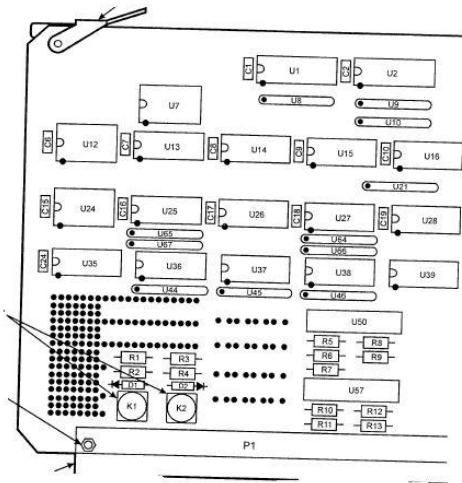 C1 U1 C2 U2
U8 U9
U7 U10
C6 U12 C7 U13 C8 U14 C9 U15 C10 U16
U21
C15 U24 C16 U25 C17 U26 C18 U27 C19 U28
U65 U64
U67 U66
C24 U35 U36 U37 U38 U39
U44 U45 U46
U50
R1 R3 R5 R8
R6 R9
R2 R4 R7
D1 D2 U57
K1 K2 R10 R12
R11 R13
P1